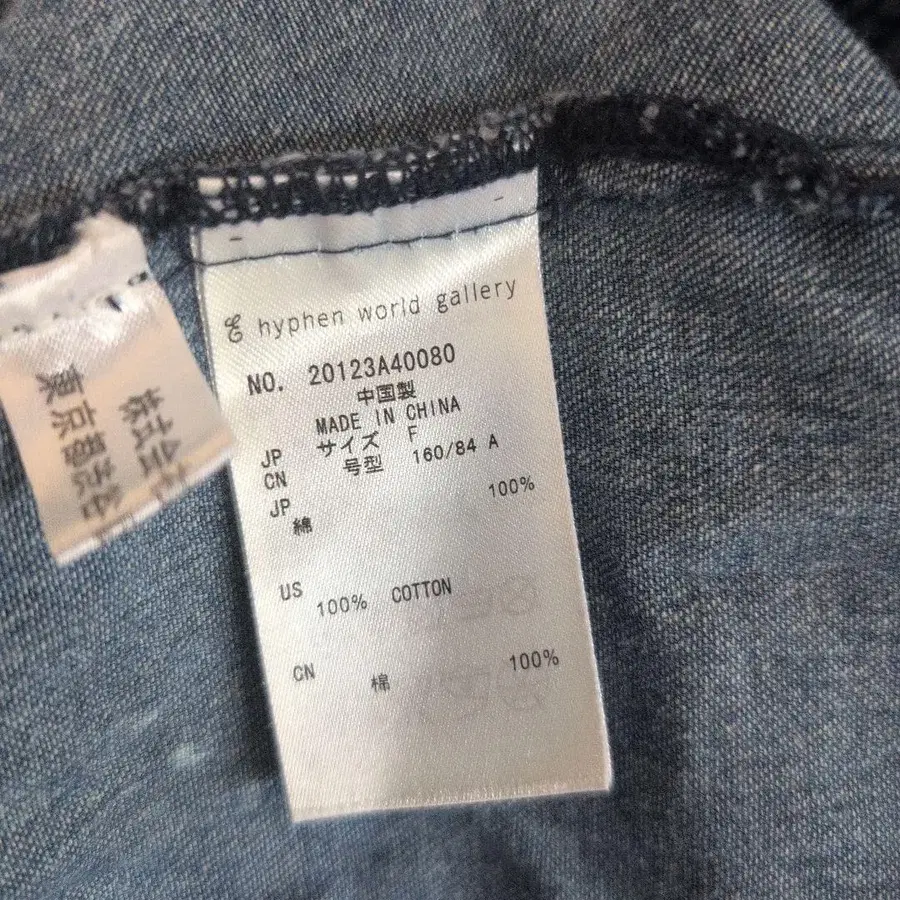 hyphen world gallery
NO. 20123A40080
中国製
MADE IN CHINA
JP サイズ F
CN 号型 160/84 A
JP
綿 100%
US
100% COTTON
CN
棉 100%
株式会
東京都渋谷